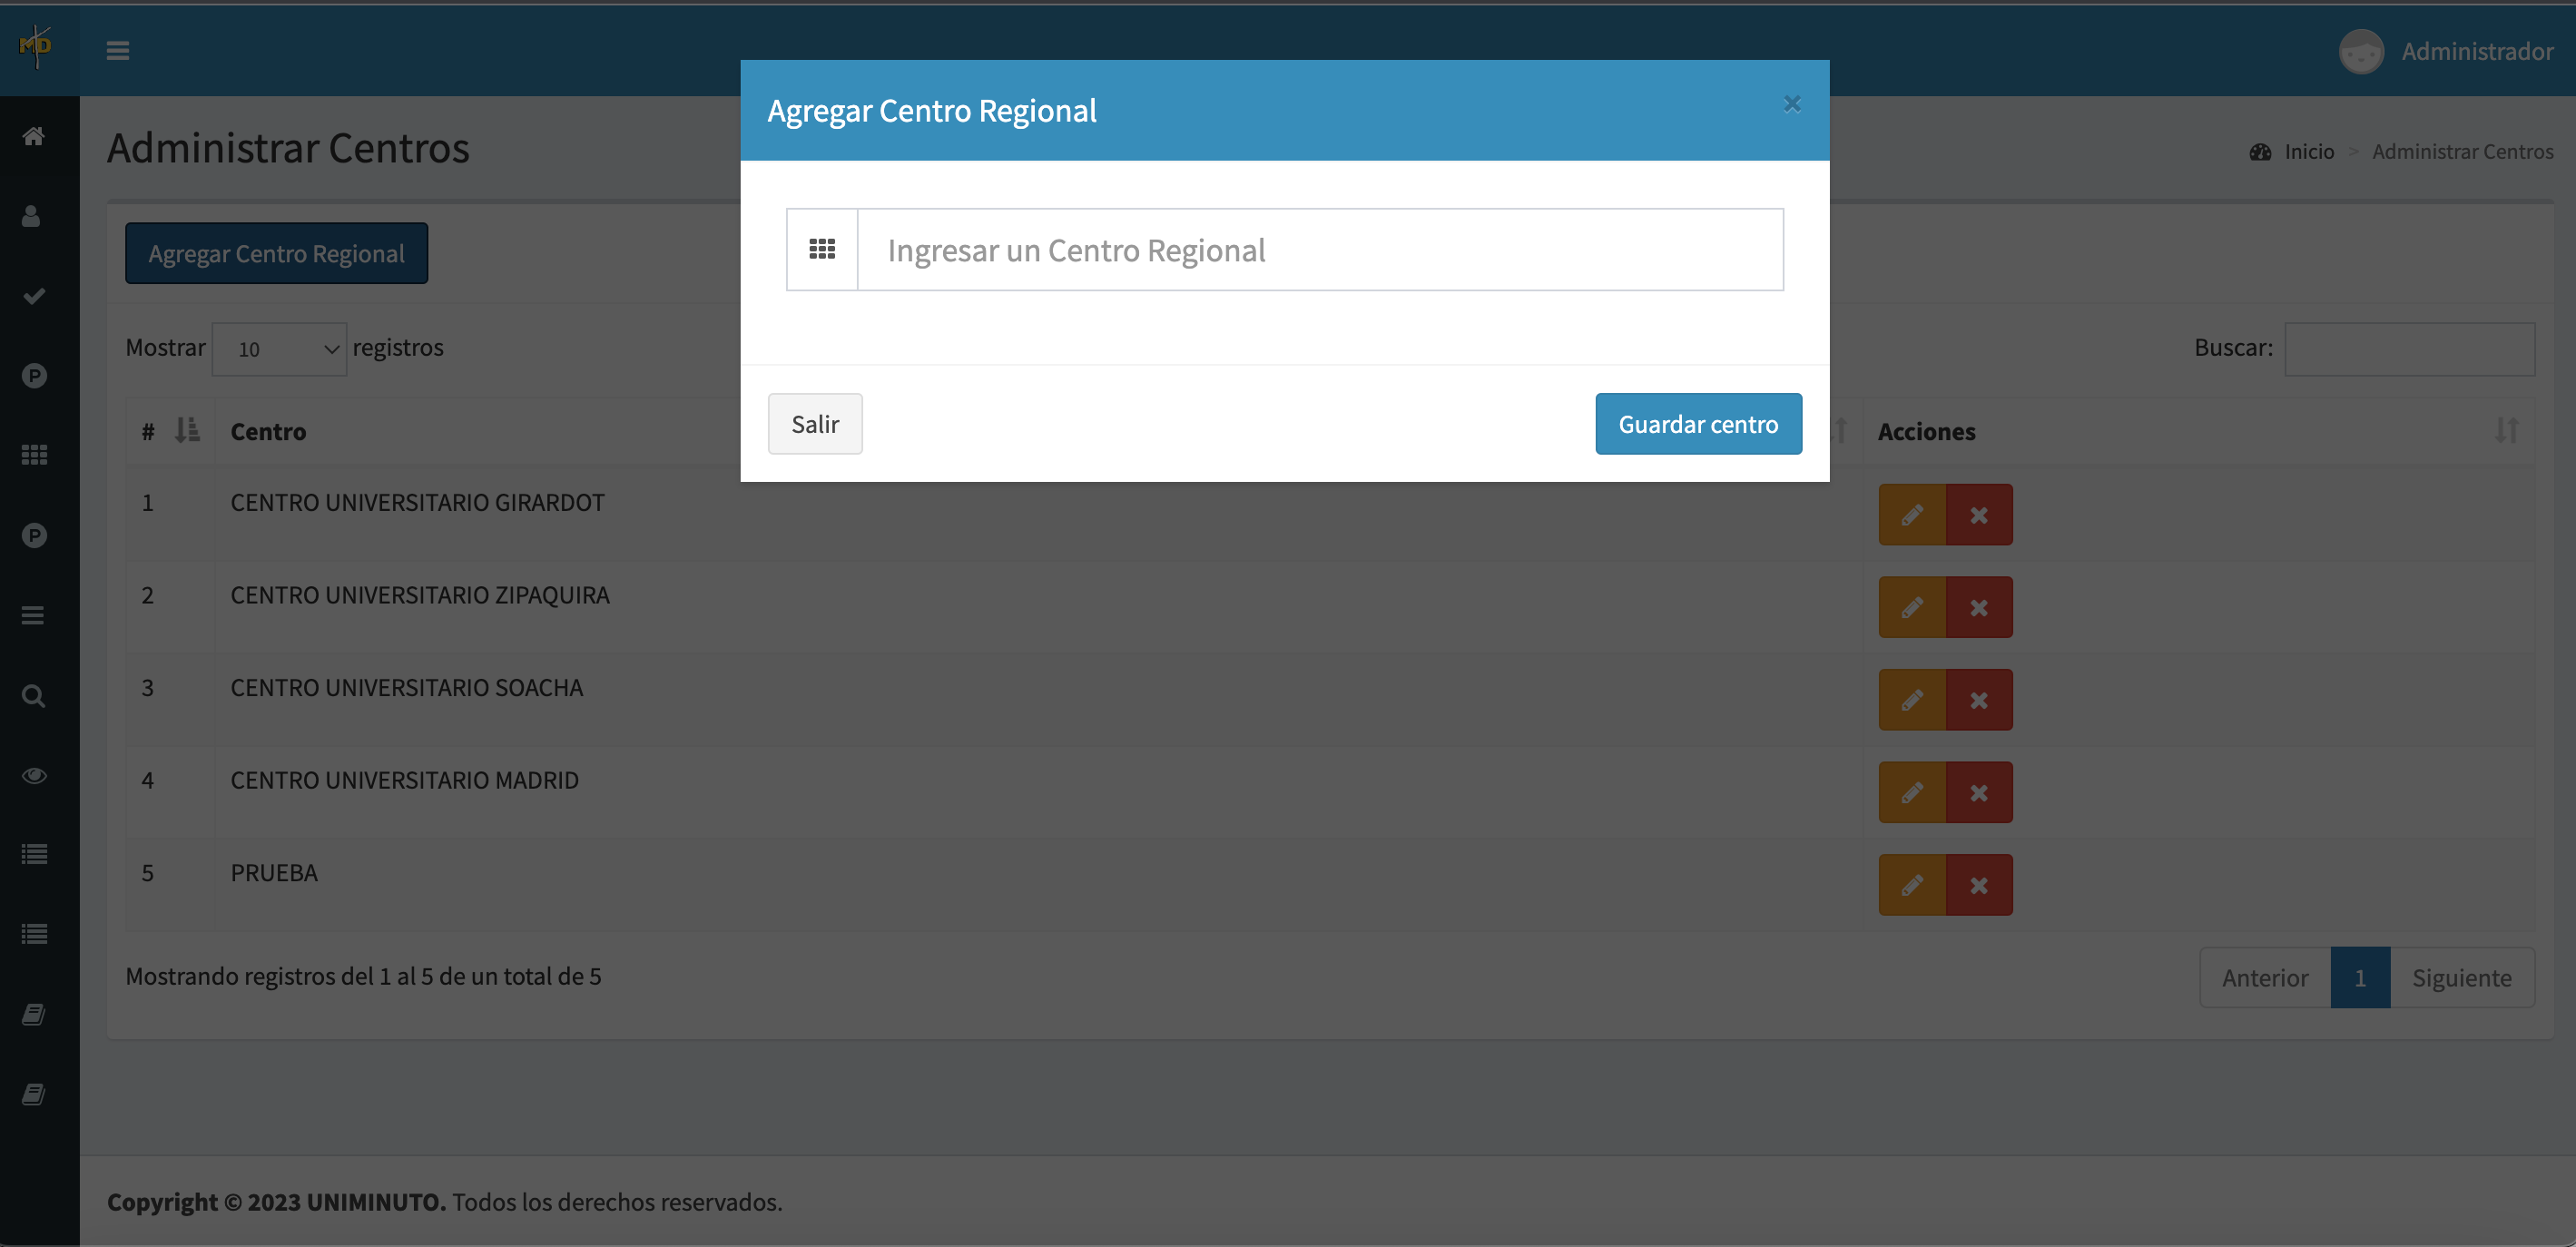 MD
Administrador
Agregar Centro Regional
Administrar Centros
Inicio > Administrar Centros
Agregar Centro Regional
Ingresar un Centro Regional
Mostrar 10 registros
Buscar:
Salir
Guardar centro
# Centro Acciones
1 CENTRO UNIVERSITARIO GIRARDOT
2 CENTRO UNIVERSITARIO ZIPAQUIRA
3 CENTRO UNIVERSITARIO SOACHA
4 CENTRO UNIVERSITARIO MADRID
5 PRUEBA
Mostrando registros del 1 al 5 de un total de 5
Anterior 1 Siguiente
Copyright © 2023 UNIMINUTO. Todos los derechos reservados.